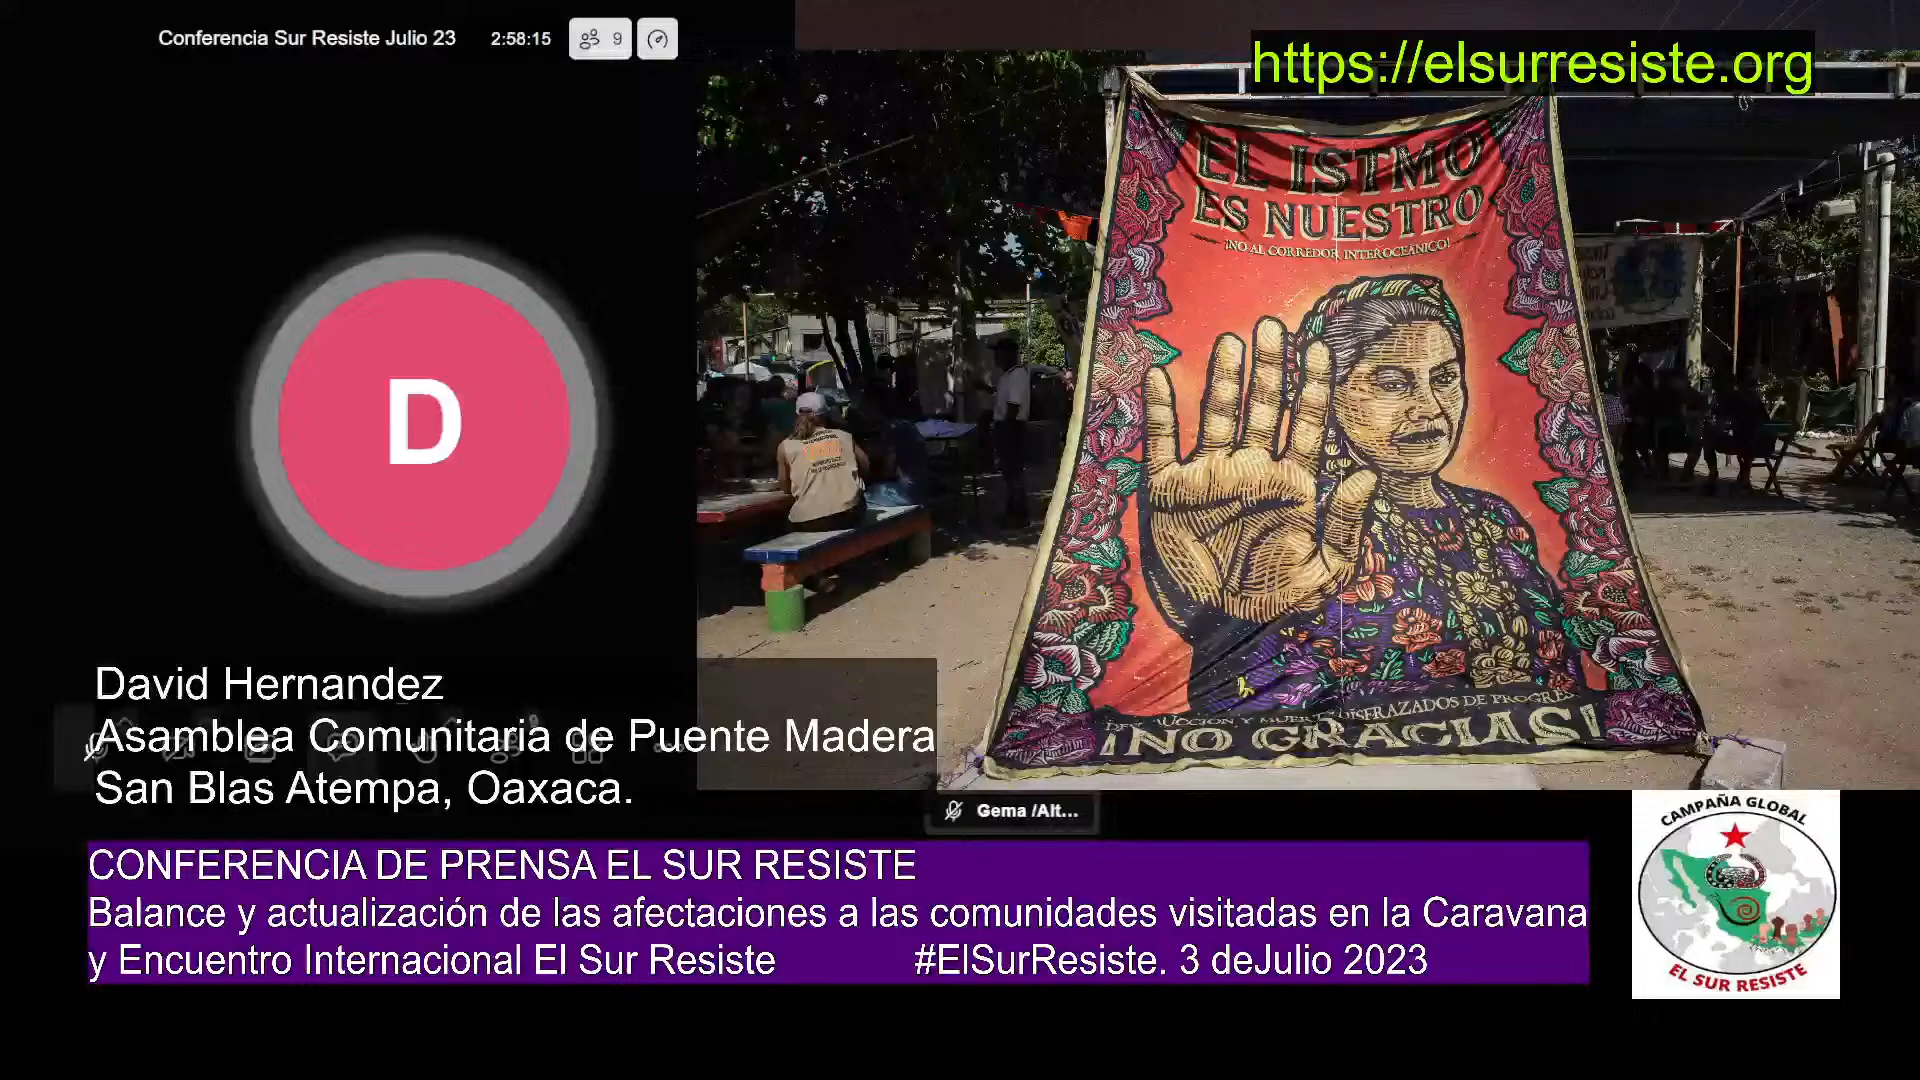 Conferencia Sur Resiste Julio 23 2:58:15 9
https://elsurresiste.org
EL ISTMO
ES NUESTRO
¡NO AL CORREDOR INTEROCEÁNICO!
D
DISFRAZADOS DE PROGRES
¡NO GRACIAS!
David Hernandez
Asamblea Comunitaria de Puente Madera
San Blas Atempa, Oaxaca.
Gema /Alt...
CONFERENCIA DE PRENSA EL SUR RESISTE
Balance y actualización de las afectaciones a las comunidades visitadas en la Caravana
y Encuentro Internacional El Sur Resiste #ElSurResiste. 3 deJulio 2023
CAMPAÑA GLOBAL
EL SUR RESISTE